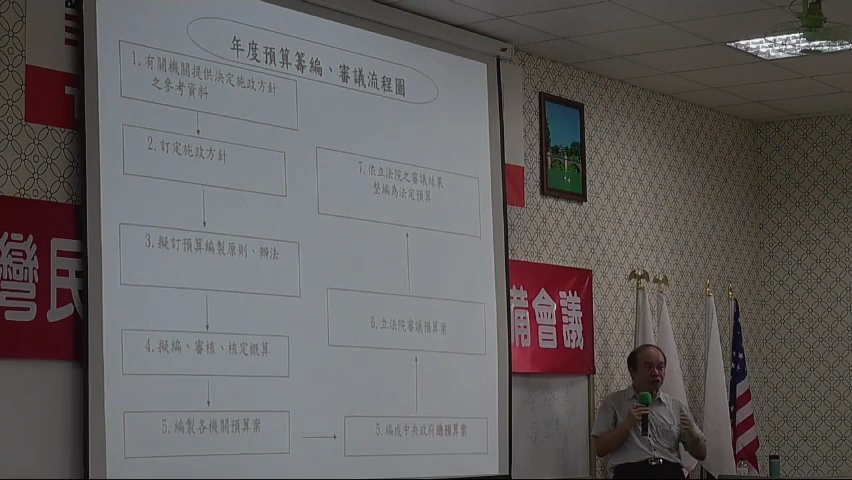 年度預算籌編、審議流程圖
1.有關機關提供決定施政方針
之參考資料
2.訂定施政方針
3.擬訂預算編製原則、辦法
4.擬編、審核、核定概算
5.編製各機關預算案
5.編成中央政府總預算案
6.立法院審議預算案
7.依立法院之審議結果
整編為法定預算
灣民
備會議